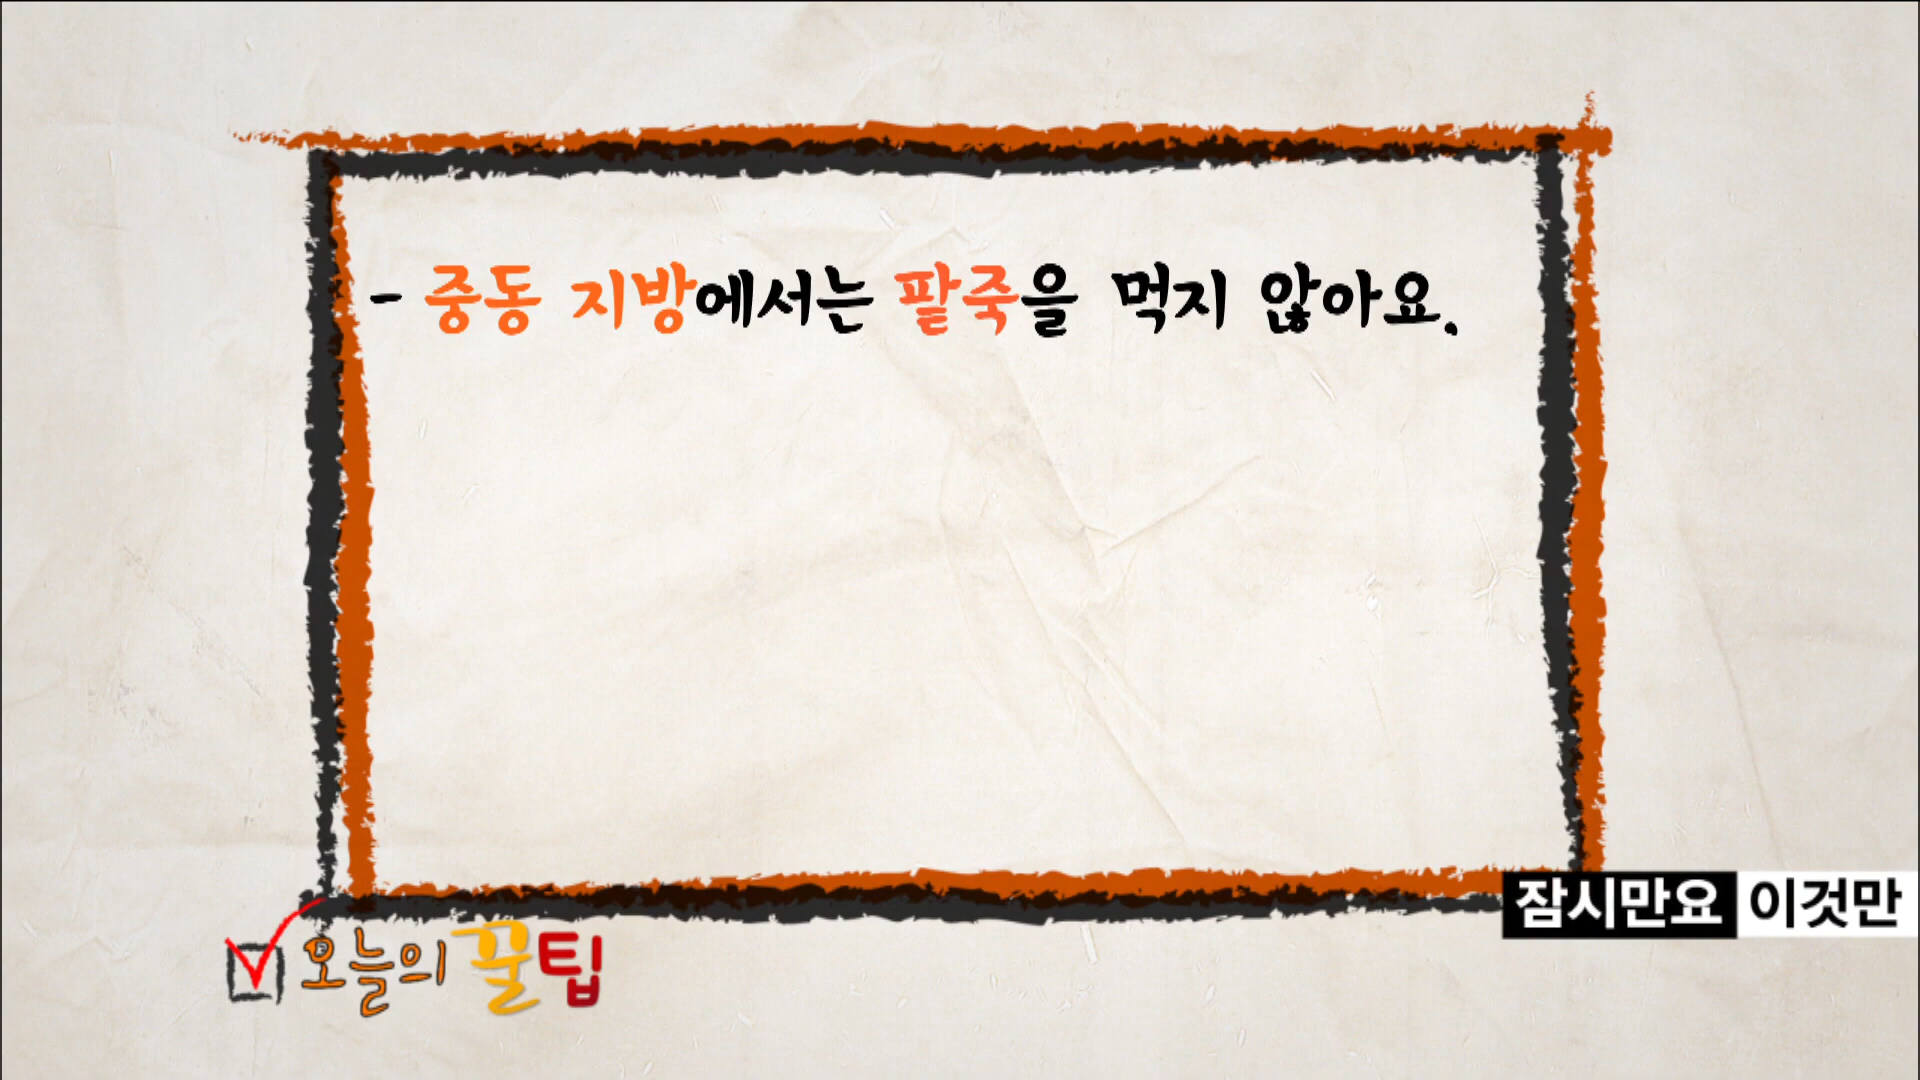 - 중동 지방에서는 팥죽을 먹지 않아요.
잠시만요 이것만
오늘의 꿀팁